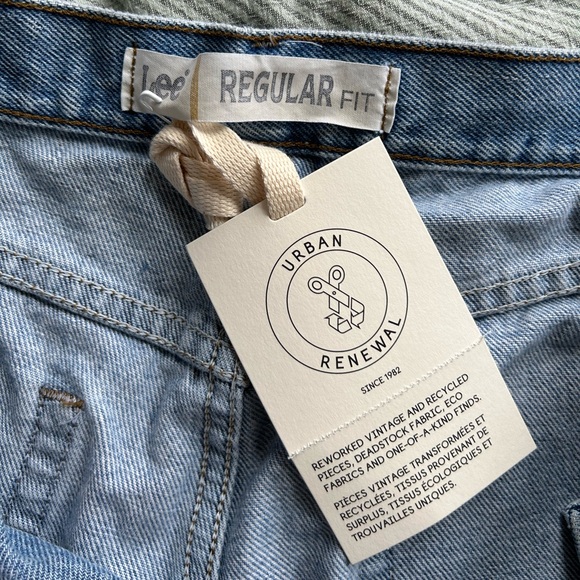 Lee
REGULAR FIT
URBAN
RENEWAL
SINCE 1982
REWORKED VINTAGE AND RECYCLED
PIECES, DEADSTOCK FABRIC, ECO
FABRICS AND ONE-OF-A-KIND FINDS.
PIÈCES VINTAGE TRANSFORMÉES ET
RECYCLÉES, TISSUS PROVENANT DE
SURPLUS, TISSUS ÉCOLOGIQUES ET
TROUVAILLES UNIQUES.